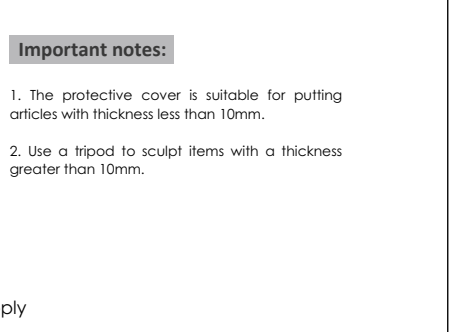 Important notes:
1. The protective cover is suitable for putting
articles with thickness less than 10mm.
2. Use a tripod to sculpt items with a thickness
greater than 10mm.
ply